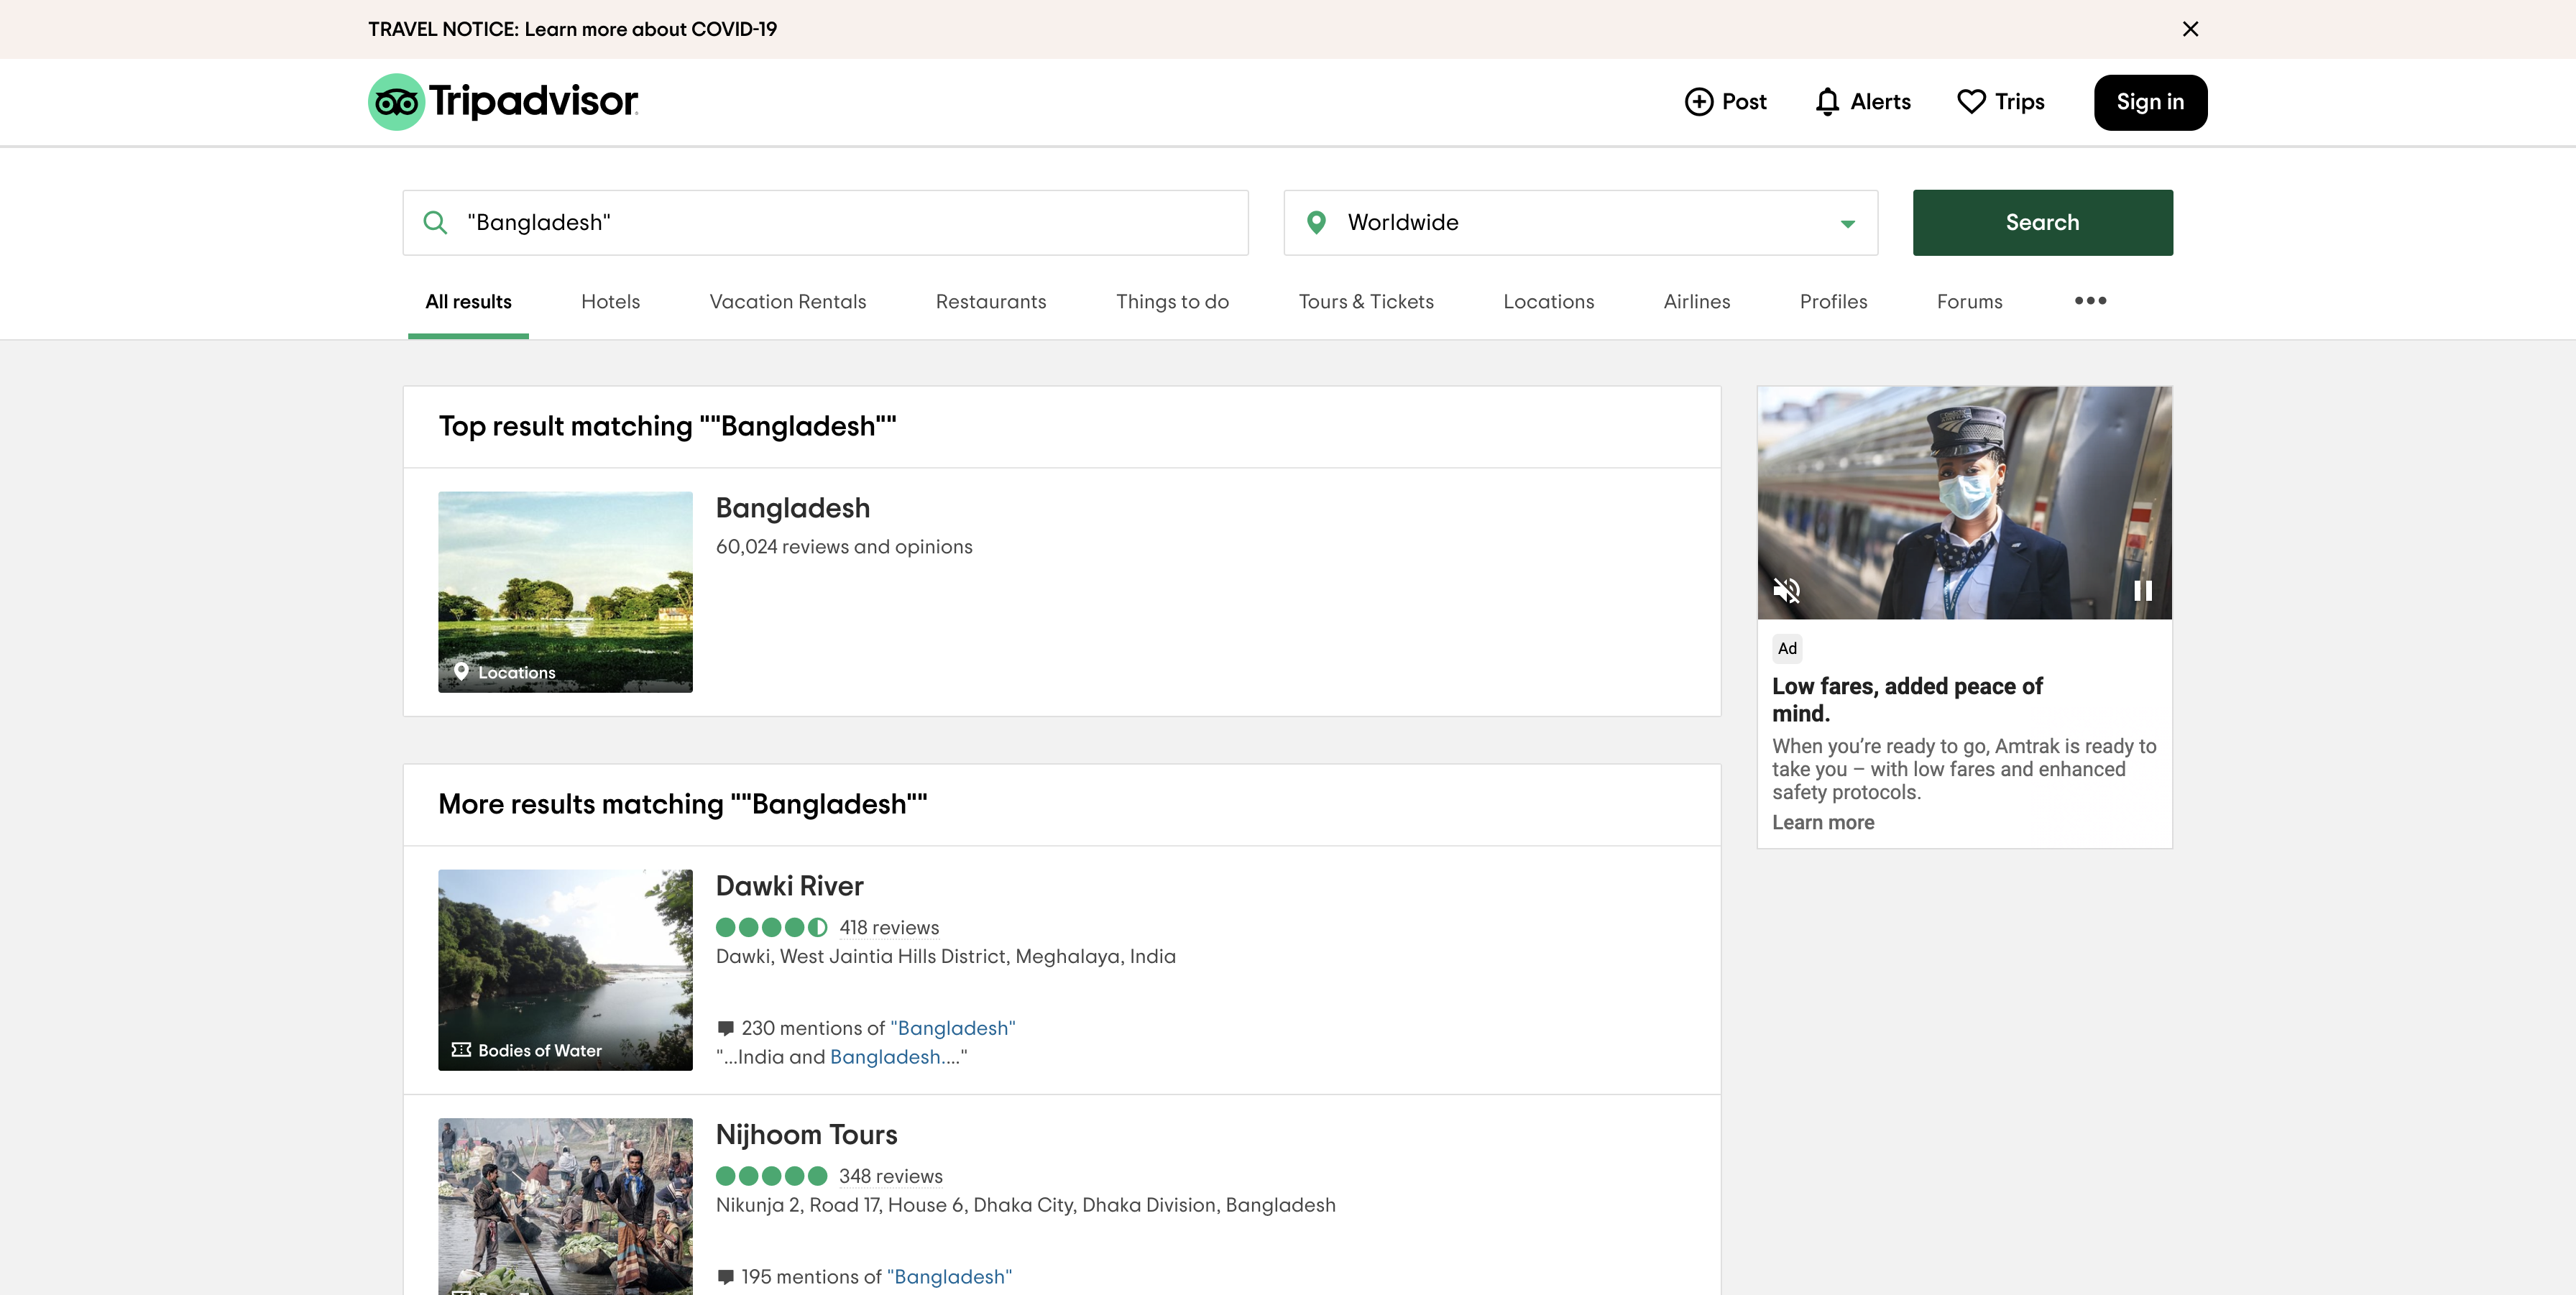 TRAVEL NOTICE: Learn more about COVID-19
Tripadvisor
Post
Alerts
Trips
Sign in
"Bangladesh"
Worldwide
Search
All results
Hotels
Vacation Rentals
Restaurants
Things to do
Tours & Tickets
Locations
Airlines
Profiles
Forums
Top result matching ""Bangladesh""
Bangladesh
60,024 reviews and opinions
Locations
Ad
Low fares, added peace of
mind.
When you’re ready to go, Amtrak is ready to
take you – with low fares and enhanced
safety protocols.
Learn more
More results matching ""Bangladesh""
Dawki River
418 reviews
Dawki, West Jaintia Hills District, Meghalaya, India
230 mentions of "Bangladesh"
"...India and Bangladesh...."
Bodies of Water
Nijhoom Tours
348 reviews
Nikunja 2, Road 17, House 6, Dhaka City, Dhaka Division, Bangladesh
195 mentions of "Bangladesh"